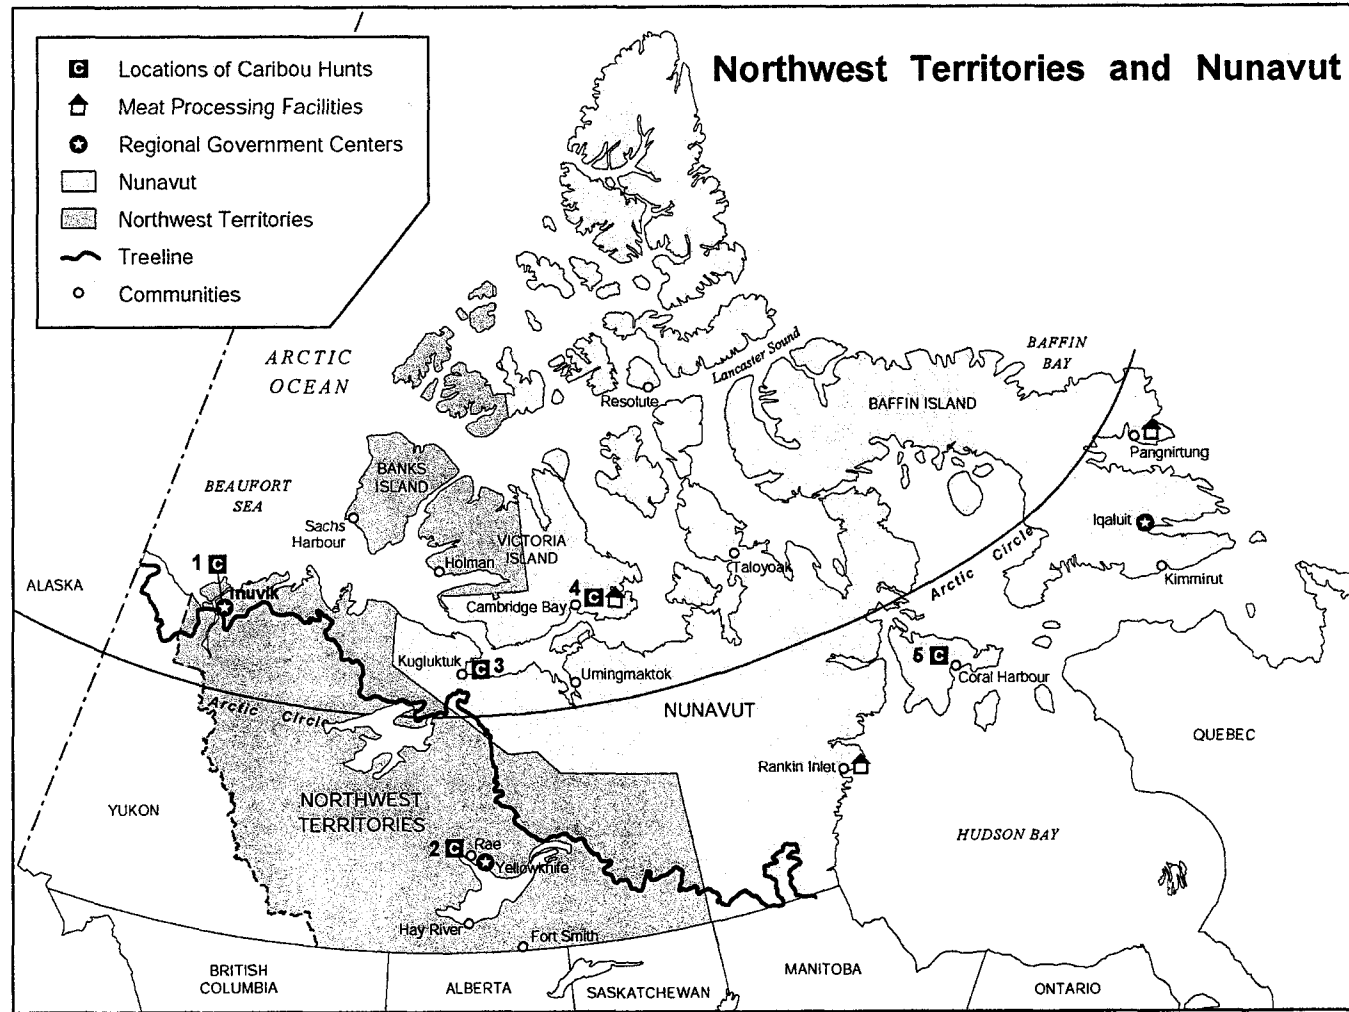 Northwest Territories and Nunavut
C Locations of Caribou Hunts
Meat Processing Facilities
Regional Government Centers
Nunavut
Northwest Territories
Treeline
Communities
ARCTIC
OCEAN
BAFFIN
BAY
Lancaster Sound
Resolute
BAFFIN ISLAND
Pangnirtung
BANKS
ISLAND
BEAUFORT
SEA
Sachs
Harbour
VICTORIA
ISLAND
Iqaluit
Arctic Circle
Holman
Taloyoak
Kimmirut
1 C
ALASKA
Inuvik
4 C
Cambridge Bay
Kugluktuk
C 3
Umingmaktok
5 C
Coral Harbour
Arctic Circle
NUNAVUT
QUEBEC
Rankin Inlet
YUKON
NORTHWEST
TERRITORIES
HUDSON BAY
2 C
Rae
Yellowknife
Hay River
Fort Smith
BRITISH
COLUMBIA
ALBERTA
SASKATCHEWAN
MANITOBA
ONTARIO